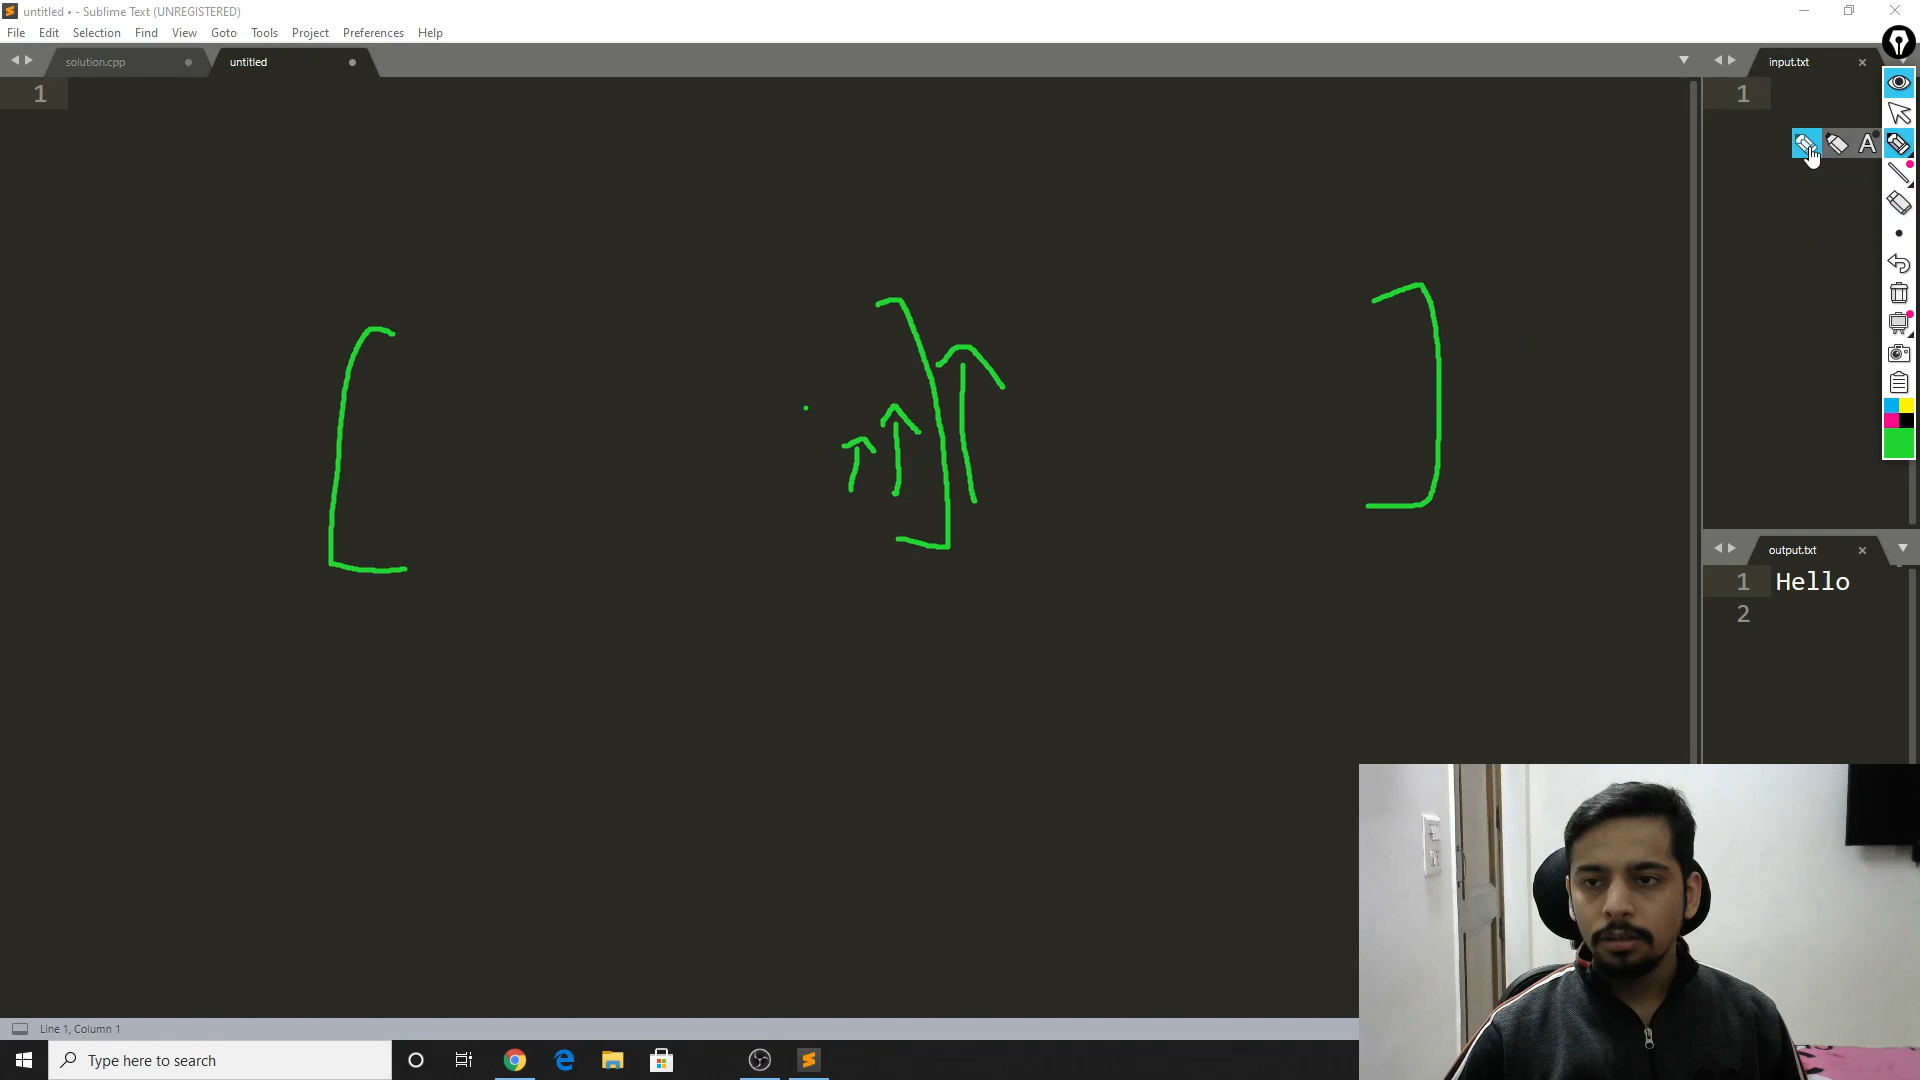 untitled • - Sublime Text (UNREGISTERED)
File Edit Selection Find View Goto Tools Project Preferences Help
solution.cpp
untitled
input.txt
1
1
A
output.txt
1 Hello
2
Line 1, Column 1
Type here to search